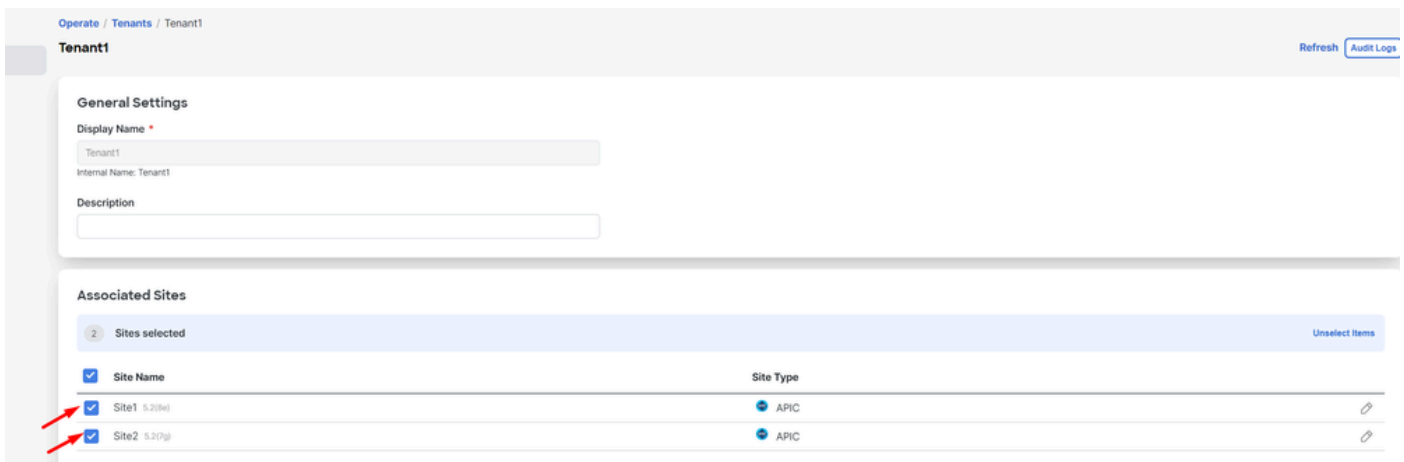 Operate / Tenants / Tenant1
Tenant1
Refresh Audit Logs
General Settings
Display Name *
Tenant1
Internal Name: Tenant1
Description
Associated Sites
2 Sites selected Unselect Items
Site Name Site Type
Site1 5.2(8e) APIC
Site2 5.2(7g) APIC